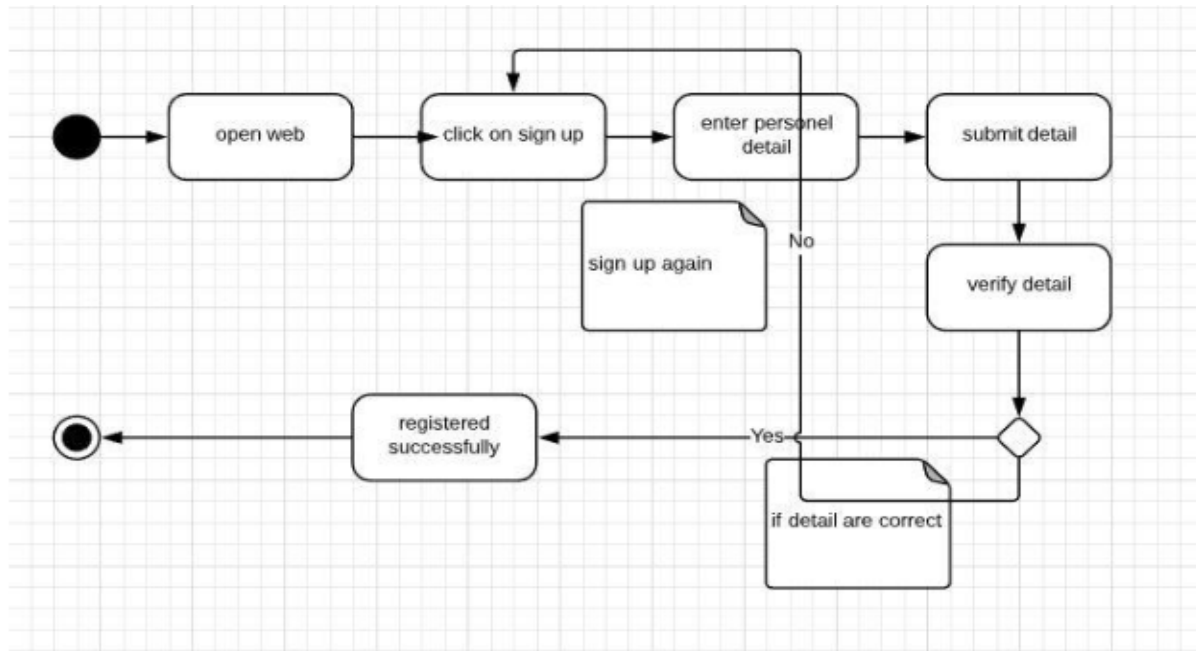 open web
click on sign up
enter personel
detail
submit detail
No
sign up again
verify detail
registered
successfully
Yes
if detail are correct